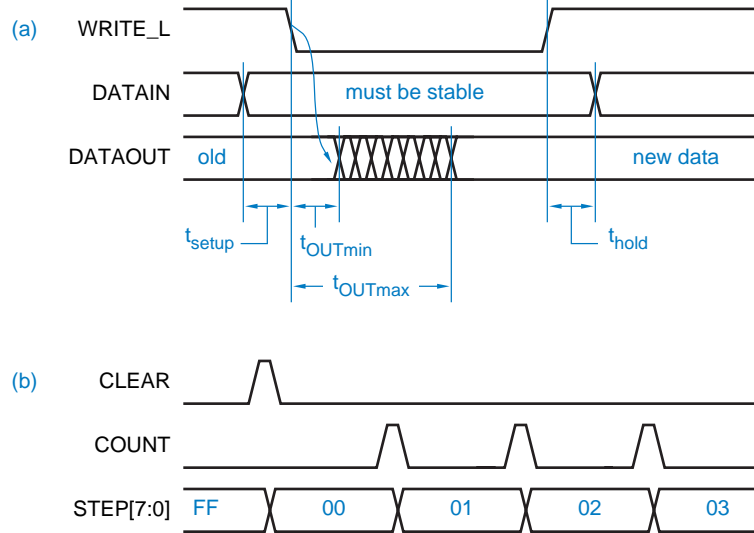 (a) WRITE_L
DATAIN must be stable
DATAOUT old new data
tsetup tOUTmin thold
tOUTmax
(b) CLEAR
COUNT
STEP[7:0] FF 00 01 02 03